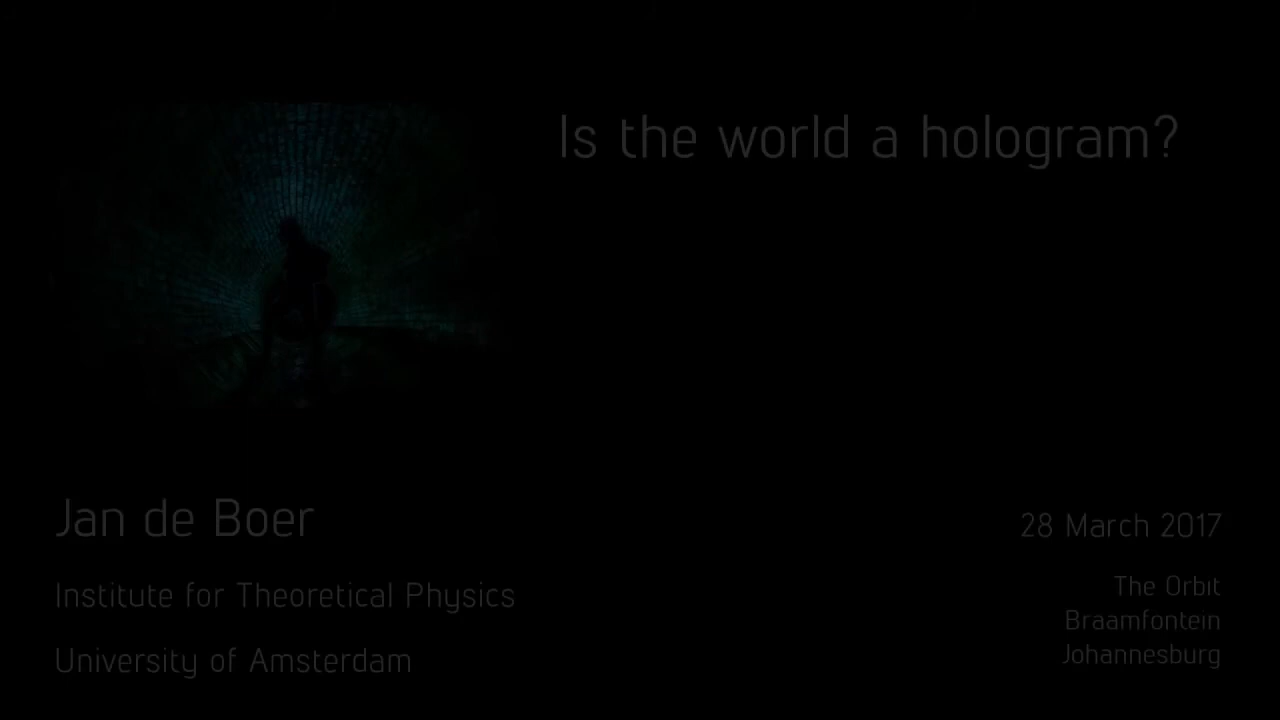 Is the world a hologram?
Jan de Boer
Institute for Theoretical Physics
University of Amsterdam
28 March 2017
The Orbit
Braamfontein
Johannesburg